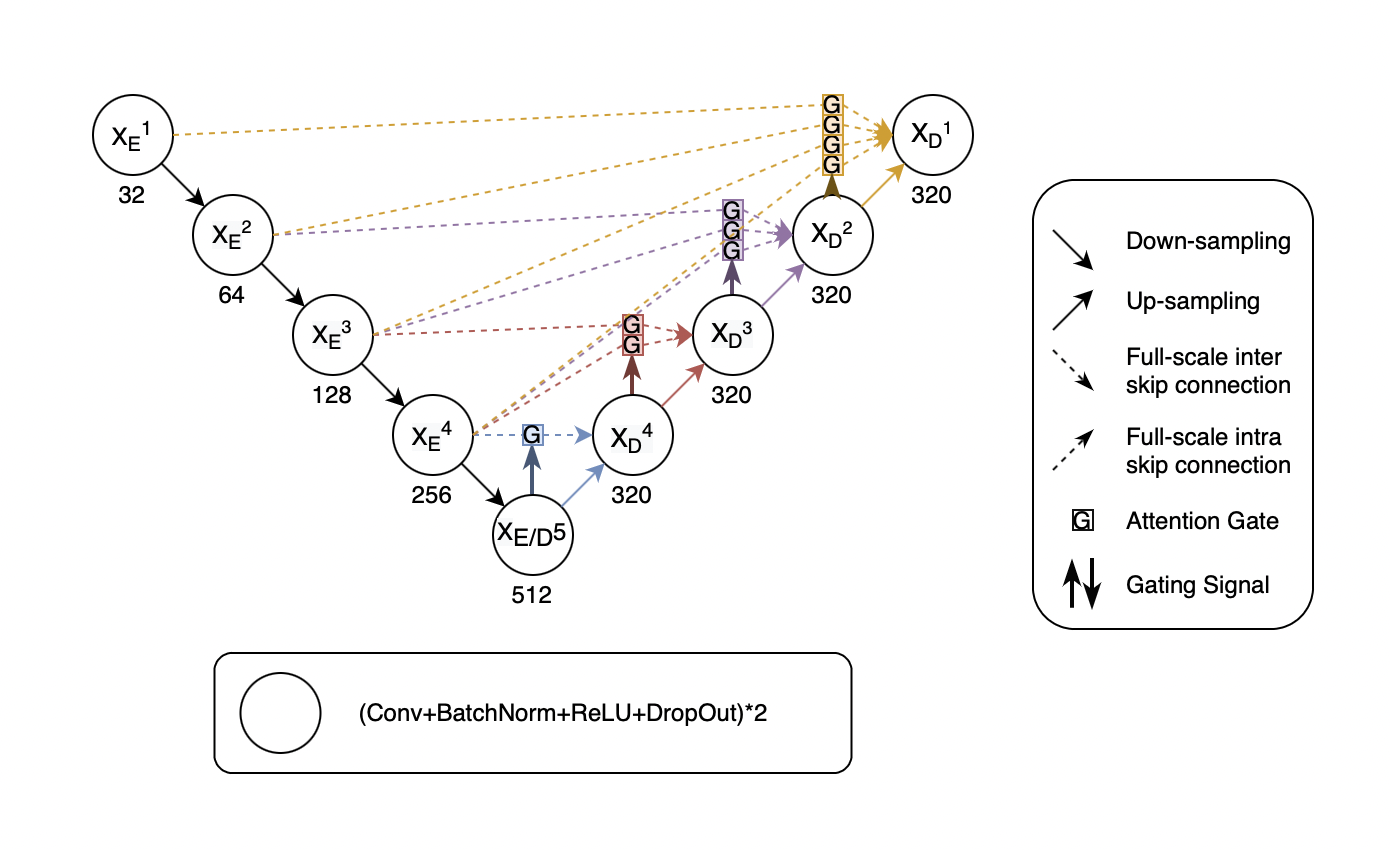 G
G
G
G
X_E^1
X_D^1
32
320
G
G
G
X_E^2
X_D^2
64
320
G
G
X_E^3
X_D^3
128
320
X_E^4
G
X_D^4
256
320
X_E/D^5
512
Down-sampling
Up-sampling
Full-scale inter
skip connection
Full-scale intra
skip connection
G Attention Gate
Gating Signal
(Conv+BatchNorm+ReLU+DropOut)*2